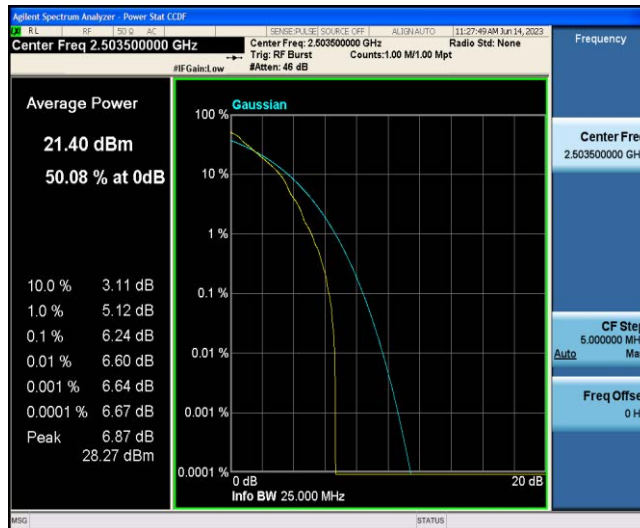 Agilent Spectrum Analyzer - Power Stat CCDF
RL RF 50 Ω AC SENSE:PULSE SOURCE OFF ALIGN AUTO 11:27:49 AM Jun 14, 2023
Center Freq 2.503500000 GHz
Center Freq: 2.503500000 GHz Radio Std: None
Trig: RF Burst Counts:1.00 M/1.00 Mpt
#IFGain:Low #Atten: 46 dB
Frequency
Average Power
21.40 dBm
50.08 % at 0dB
10.0 % 3.11 dB
1.0 % 5.12 dB
0.1 % 6.24 dB
0.01 % 6.60 dB
0.001 % 6.64 dB
0.0001 % 6.67 dB
Peak 6.87 dB
28.27 dBm
Gaussian
100 %
10 %
1 %
0.1 %
0.01 %
0.001 %
0.0001 %
0 dB 20 dB
Info BW 25.000 MHz
Center Fre
2.503500000 GH
CF Step
5.000000 MH
Auto Ma
Freq Offse
0 H
MSG STATUS